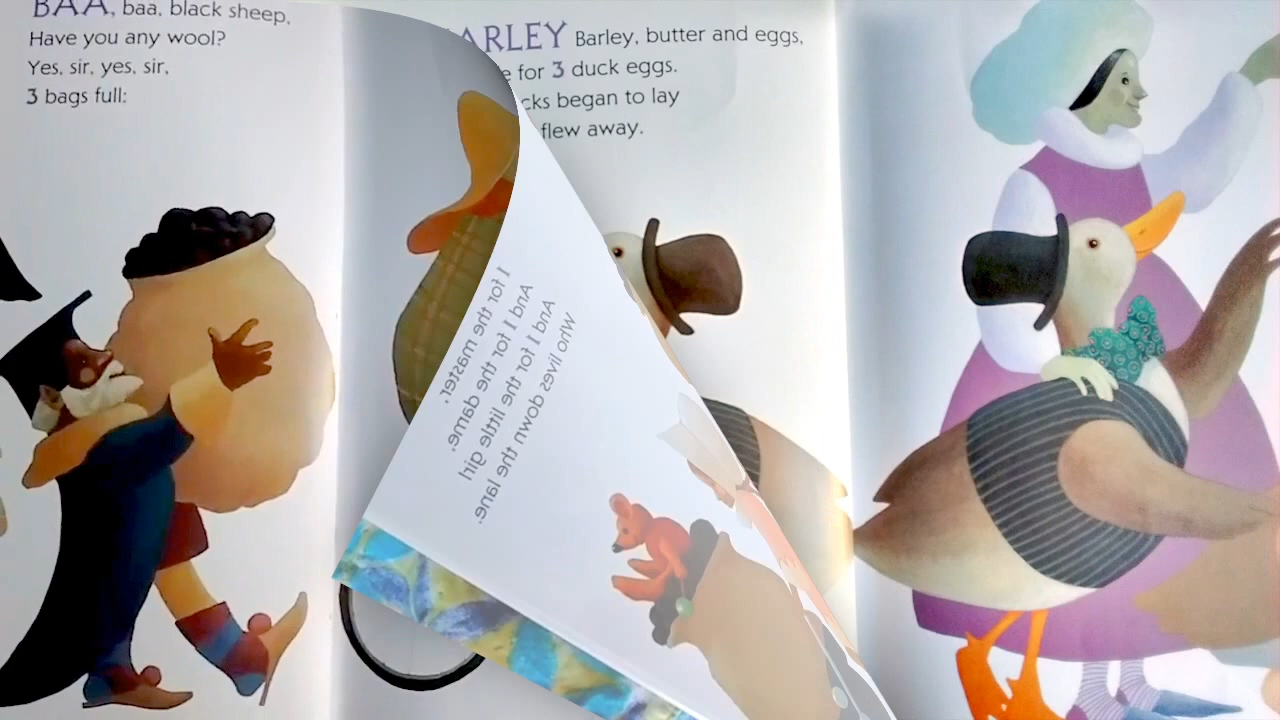 BAA, baa, black sheep,
Have you any wool?
Yes, sir, yes, sir,
3 bags full:
ARLEY Barley, butter and eggs,
e for 3 duck eggs.
cks began to lay
flew away.
I for the master,
And I for the dame,
And I for the little girl
Who lives down the lane.